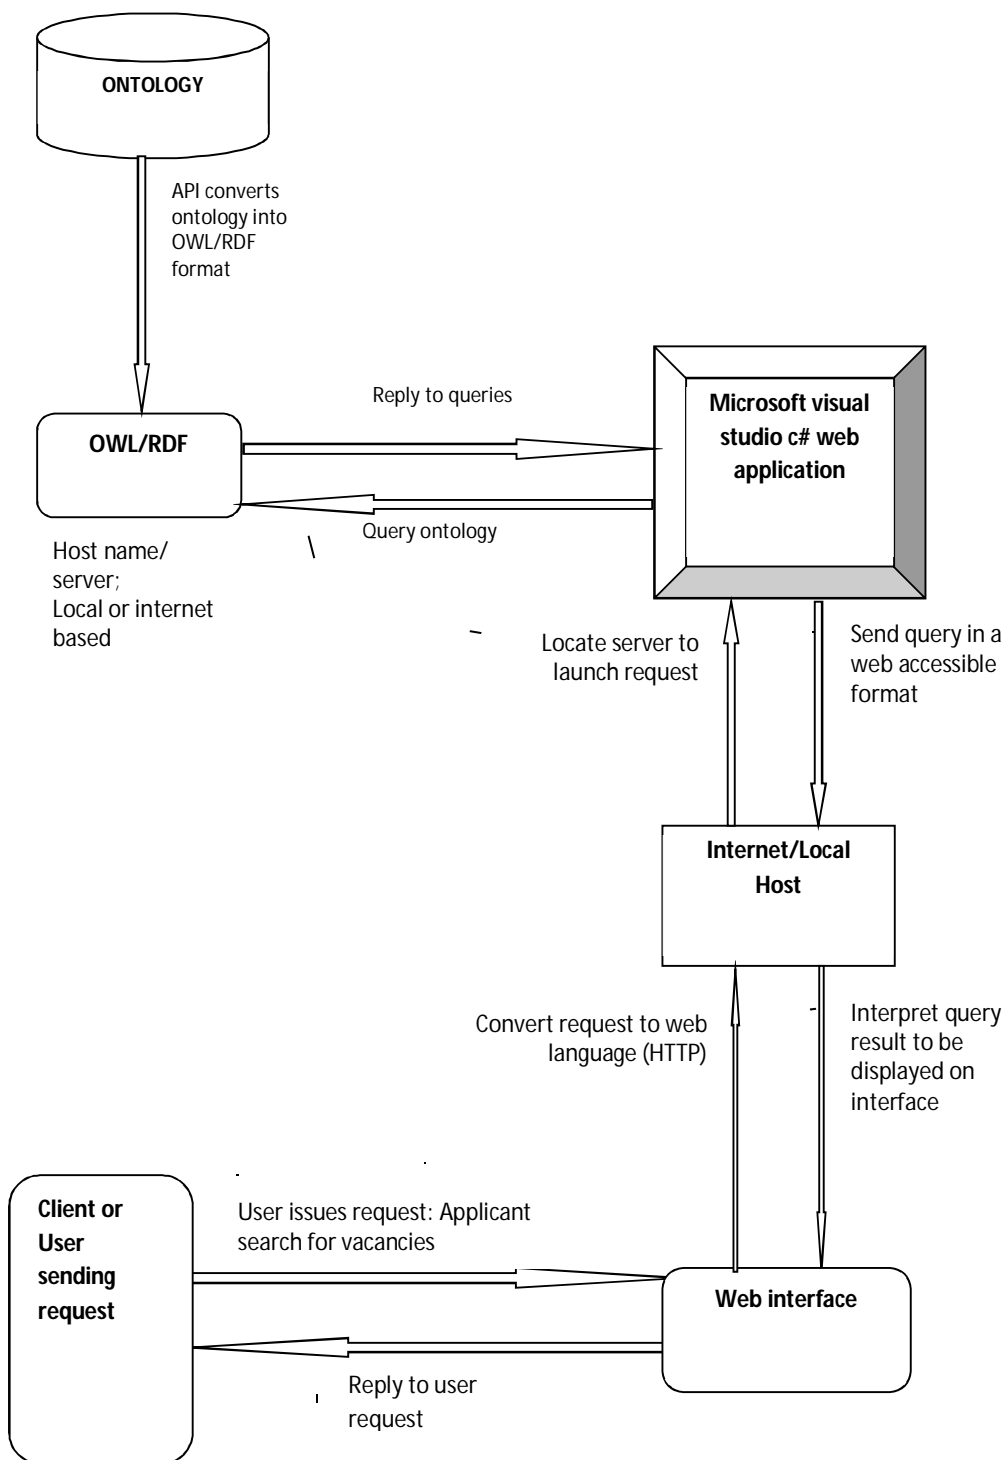 ONTOLOGY
API converts
ontology into
OWL/RDF
format
OWL/RDF
Reply to queries
Microsoft visual
studio c# web
application
Query ontology
Host name/
server;
Local or internet
based
Locate server to
launch request
Send query in a
web accessible
format
Internet/Local
Host
Convert request to web
language (HTTP)
Interpret query
result to be
displayed on
interface
Client or
User
sending
request
User issues request: Applicant
search for vacancies
Web interface
Reply to user
request